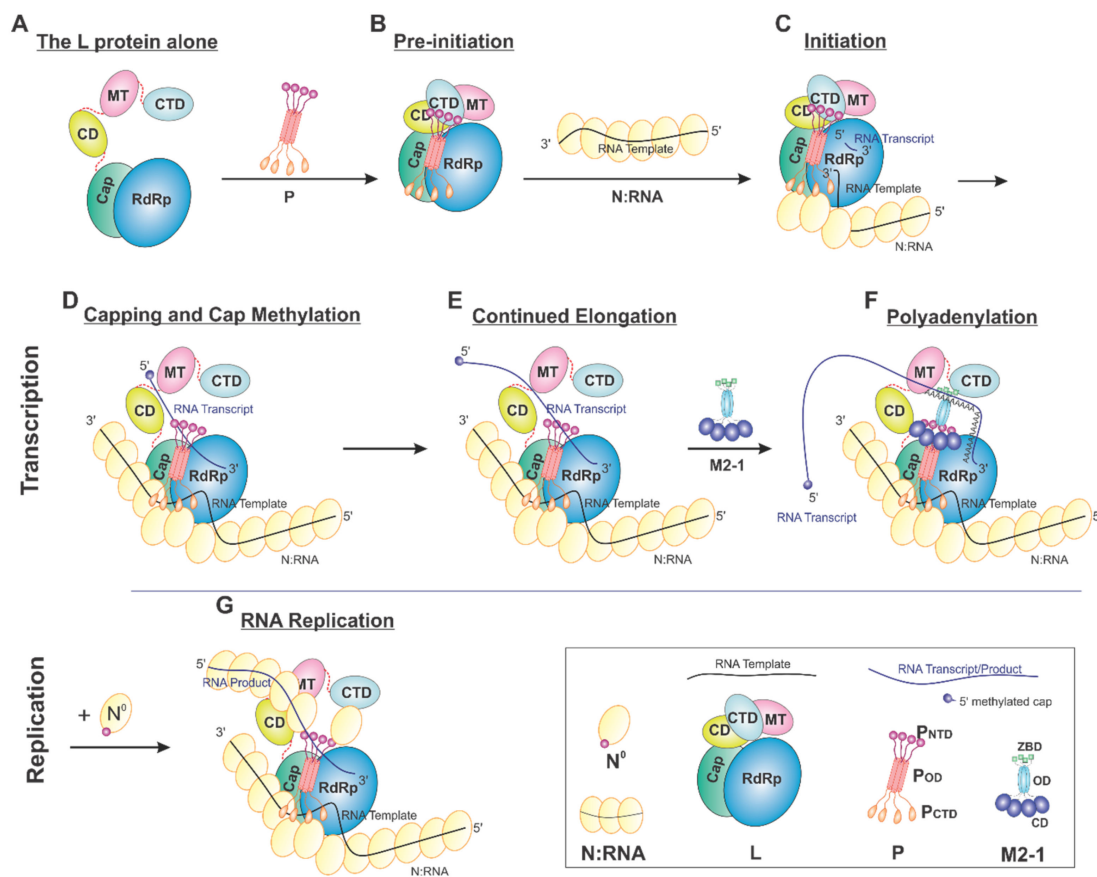 A
The L protein alone
MT
CTD
CD
Cap
RdRp
P
B
Pre-initiation
CTD
MT
CD
Cap
RdRp
3'
5'
RNA Template
N:RNA
C
Initiation
CTD
MT
CD
5'
RNA Transcript
3'
Cap
RdRp
3'
RNA Template
5'
N:RNA
Transcription
D
Capping and Cap Methylation
5'
MT
CTD
CD
RNA Transcript
3'
Cap
3'
RdRp
RNA Template
5'
N:RNA
E
Continued Elongation
5'
MT
CTD
CD
RNA Transcript
3'
Cap
3'
RdRp
RNA Template
5'
N:RNA
M2-1
F
Polyadenylation
MT
CTD
CD
AAAAAA
3'
Cap
RdRp
3'
5'
RNA Transcript
RNA Template
5'
N:RNA
Replication
+ N⁰
G
RNA Replication
5'
RNA Product
MT
CTD
CD
3'
Cap
RdRp
3'
RNA Template
5'
N:RNA
RNA Template
RNA Transcript/Product
5' methylated cap
N⁰
N:RNA
CTD
MT
CD
Cap
RdRp
L
PNTD
POD
PCTD
P
ZBD
OD
CD
M2-1